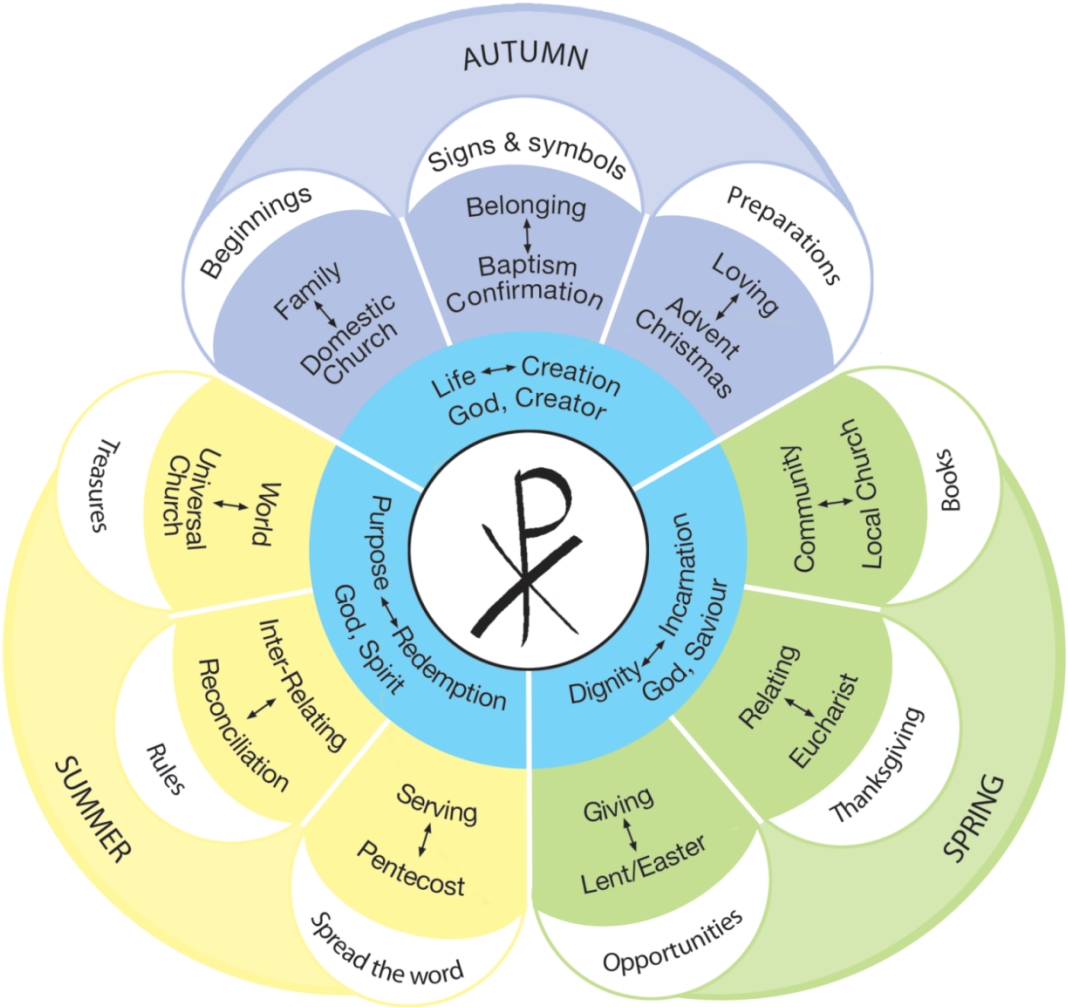 AUTUMN
Beginnings
Family
Domestic
Church
Signs & symbols
Belonging
Baptism
Confirmation
Preparations
Loving
Advent
Christmas
Life Creation
God, Creator
Books
Community
Local Church
Thanksgiving
Relating
Eucharist
Opportunities
Giving
Lent/Easter
SPRING
Dignity Incarnation
God, Saviour
Spread the word
Serving
Pentecost
Rules
Inter-Relating
Reconciliation
Treasures
World
Universal
Church
SUMMER
Purpose Redemption
God, Spirit